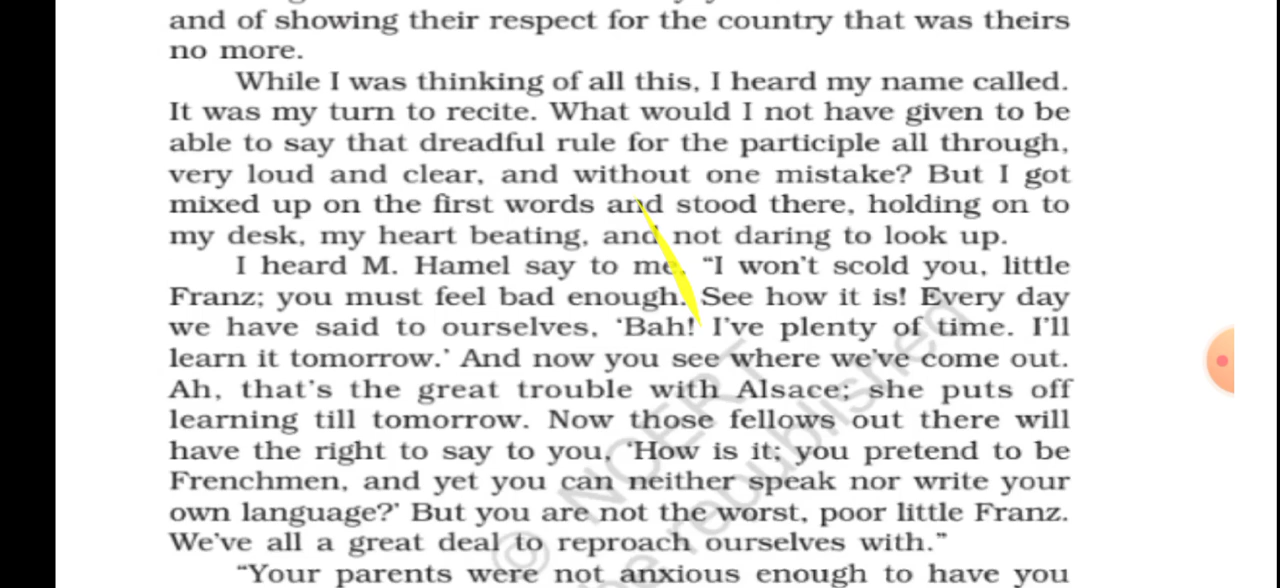 and of showing their respect for the country that was theirs
no more.
While I was thinking of all this, I heard my name called.
It was my turn to recite. What would I not have given to be
able to say that dreadful rule for the participle all through,
very loud and clear, and without one mistake? But I got
mixed up on the first words and stood there, holding on to
my desk, my heart beating, and not daring to look up.
I heard M. Hamel say to me, “I won't scold you, little
Franz; you must feel bad enough. See how it is! Every day
we have said to ourselves, ‘Bah! I've plenty of time. I'll
learn it tomorrow.’ And now you see where we've come out.
Ah, that's the great trouble with Alsace; she puts off
learning till tomorrow. Now those fellows out there will
have the right to say to you, ‘How is it; you pretend to be
Frenchmen, and yet you can neither speak nor write your
own language?’ But you are not the worst, poor little Franz.
We've all a great deal to reproach ourselves with.”
“Your parents were not anxious enough to have you
© NCERT
be republished